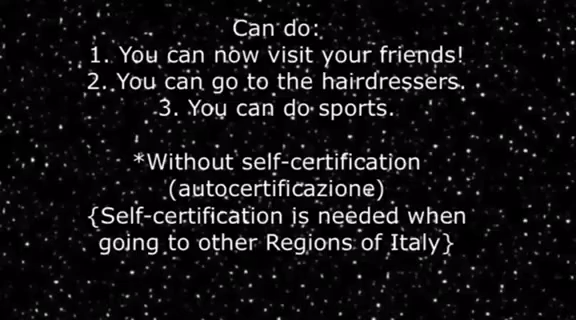 Can do:
1. You can now visit your friends!
2. You can go to the hairdressers.
3. You can do sports.
*Without self-certification
(autocertificazione)
{Self-certification is needed when
going to other Regions of Italy}